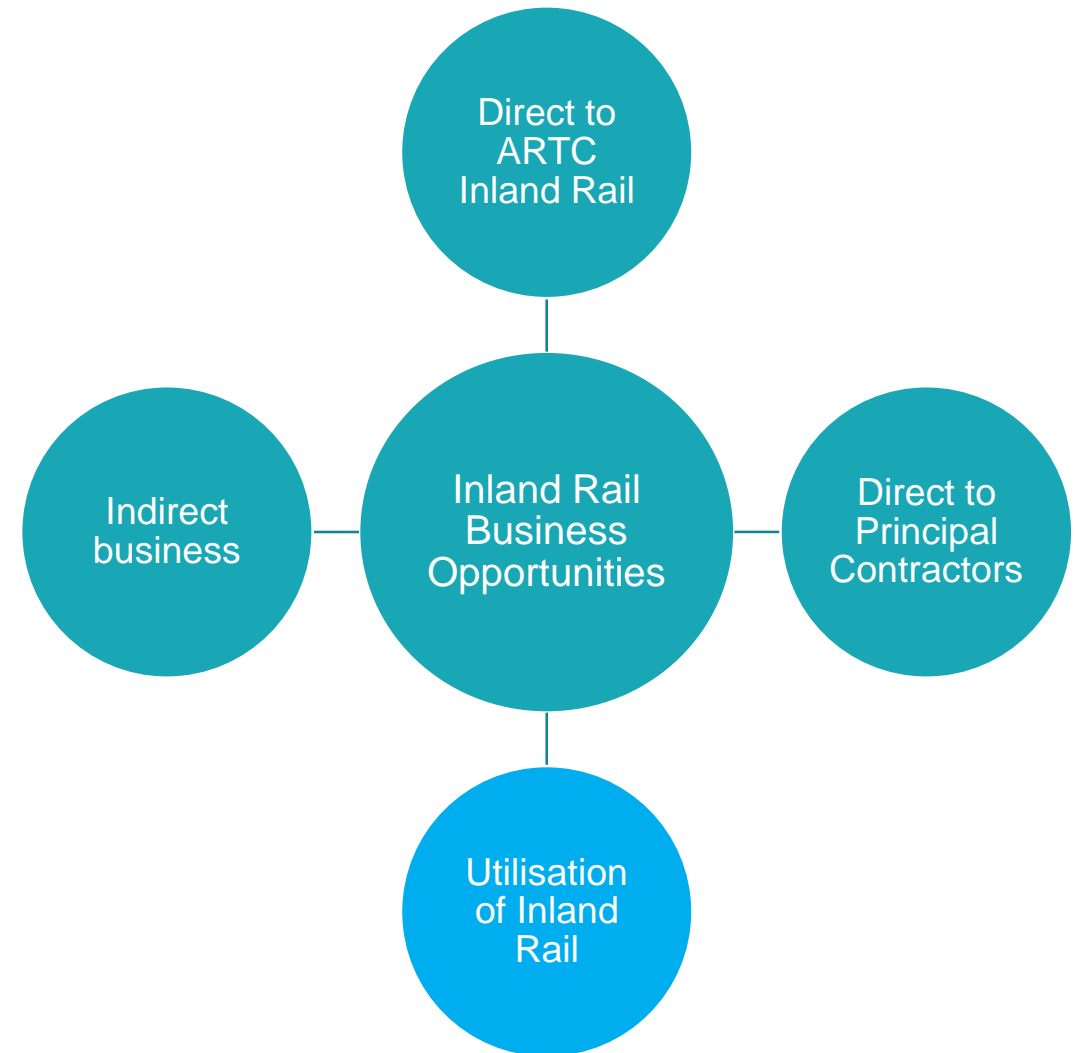 Direct to
ARTC
Inland Rail
Indirect
business
Inland Rail
Business
Opportunities
Direct to
Principal
Contractors
Utilisation
of Inland
Rail